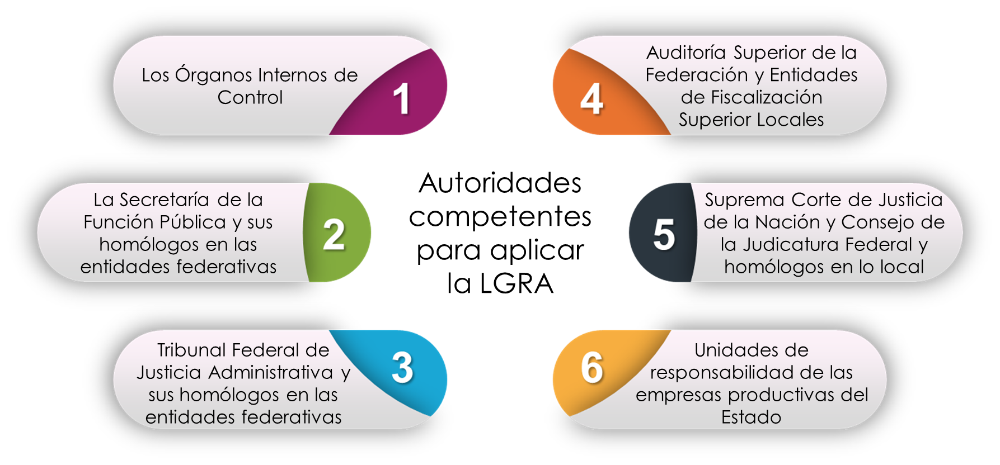 Autoridades
competentes
para aplicar
la LGRA
Los Órganos Internos de
Control
1
La Secretaría de la
Función Pública y sus
homólogos en las
entidades federativas
2
Tribunal Federal de
Justicia Administrativa y
sus homólogos en las
entidades federativas
3
4
Auditoría Superior de la
Federación y Entidades
de Fiscalización
Superior Locales
5
Suprema Corte de Justicia
de la Nación y Consejo de
la Judicatura Federal y
homólogos en lo local
6
Unidades de
responsabilidad de las
empresas productivas del
Estado